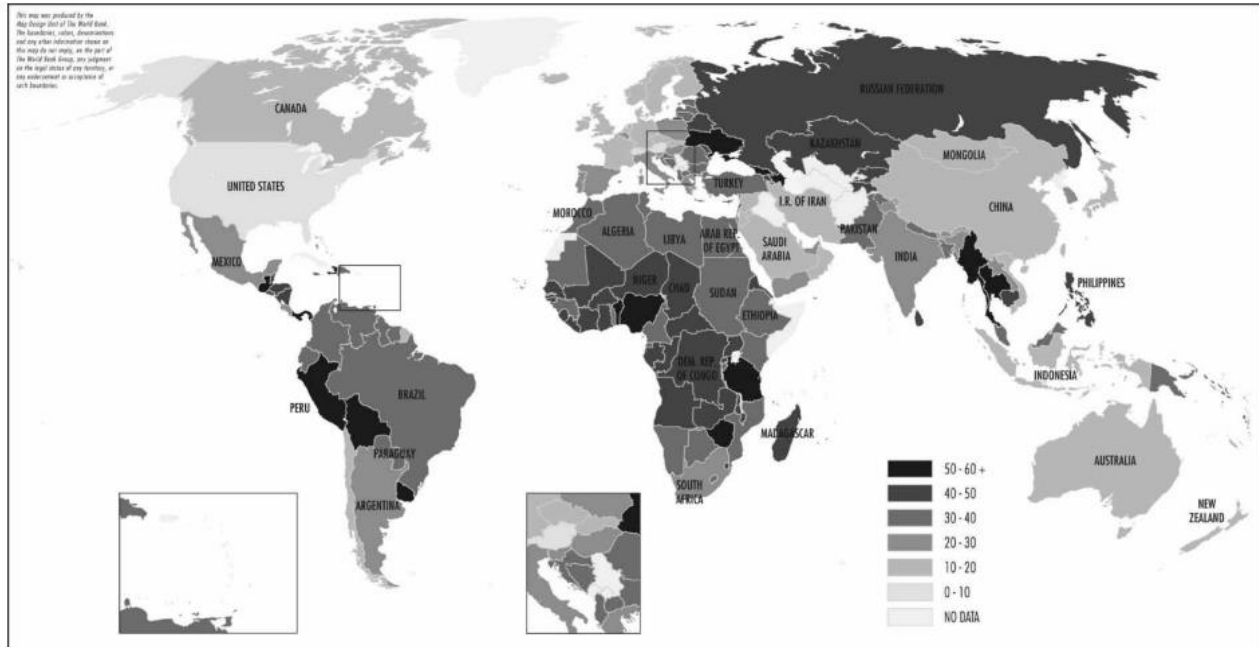 This map was produced by the
Map Design Unit of The World Bank.
The boundaries, colors, denominations
and any other information shown on
this map do not imply, on the part of
The World Bank Group, any judgment
on the legal status of any territory, or
any endorsement or acceptance of
such boundaries.
CANADA
RUSSIAN FEDERATION
KAZAKHSTAN
MONGOLIA
UNITED STATES
TURKEY
I.R. OF IRAN
CHINA
MOROCCO
ALGERIA
LIBYA
ARAB REP.
OF EGYPT
SAUDI
ARABIA
PAKISTAN
INDIA
MEXICO
NIGER
CHAD
SUDAN
PHILIPPINES
ETHIOPIA
DEM. REP.
OF CONGO
INDONESIA
BRAZIL
PERU
MADAGASCAR
PARAGUAY
AUSTRALIA
SOUTH
AFRICA
ARGENTINA
NEW
ZEALAND
50 - 60 +
40 - 50
30 - 40
20 - 30
10 - 20
0 - 10
NO DATA